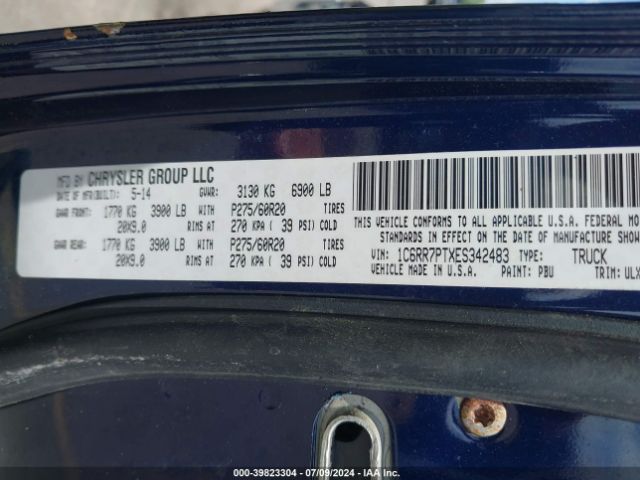 MFD BY CHRYSLER GROUP LLC
DATE OF MFR(BUILT): 5-14 GVWR: 3130 KG 6900 LB
GAWR FRONT: 1770 KG 3900 LB WITH P275/60R20 TIRES
20X9.0 RIMS AT 270 KPA ( 39 PSI) COLD
GAWR REAR: 1770 KG 3900 LB WITH P275/60R20 TIRES
20X9.0 RIMS AT 270 KPA ( 39 PSI) COLD
THIS VEHICLE CONFORMS TO ALL APPLICABLE U.S.A. FEDERAL MO
STANDARDS IN EFFECT ON THE DATE OF MANUFACTURE SHOW
VIN: 1C6RR7PTXES342483 TYPE: TRUCK
VEHICLE MADE IN U.S.A. PAINT: PBU TRIM: ULX
000-39823304 | 07/09/2024 | IAA Inc.